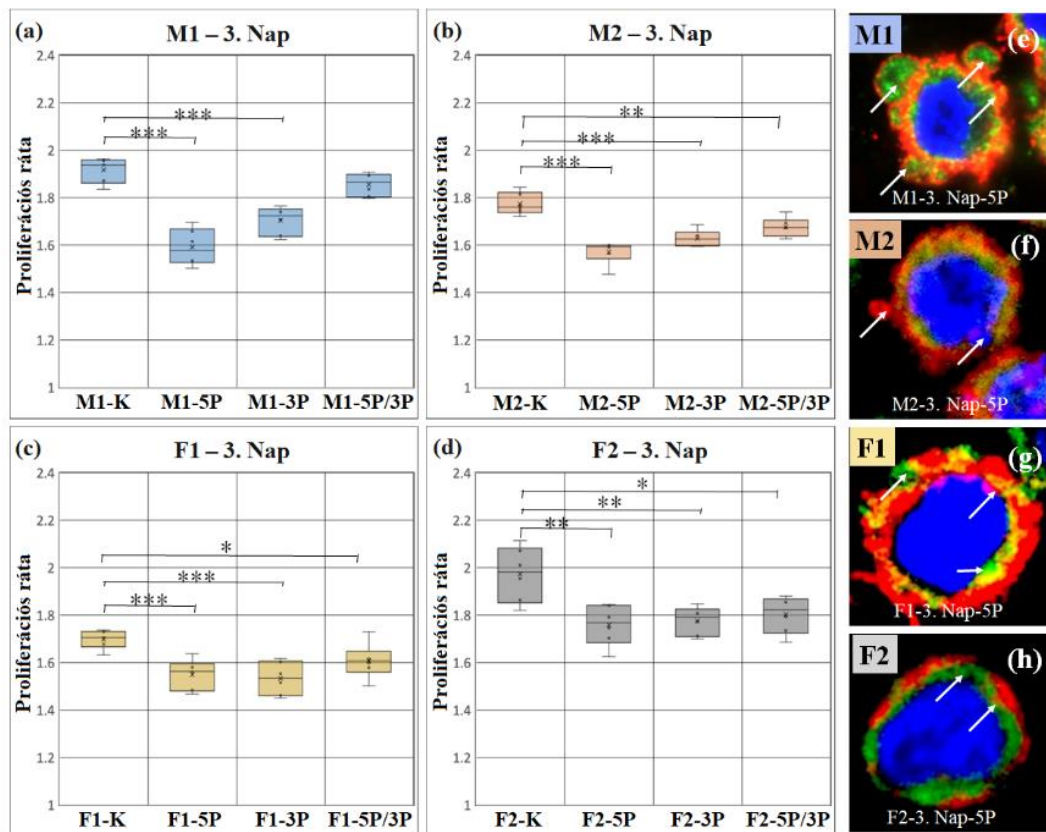 (a)
M1 – 3. Nap
Proliferációs ráta
2.4
2.2
2
1.8
1.6
1.4
1.2
1
***
***
M1-K M1-5P M1-3P M1-5P/3P
(b)
M2 – 3. Nap
Proliferációs ráta
2.4
2.2
2
1.8
1.6
1.4
1.2
1
**
***
***
M2-K M2-5P M2-3P M2-5P/3P
M1
(e)
M1-3. Nap-5P
M2
(f)
M2-3. Nap-5P
(c)
F1 – 3. Nap
Proliferációs ráta
2.4
2.2
2
1.8
1.6
1.4
1.2
1
*
***
***
F1-K F1-5P F1-3P F1-5P/3P
(d)
F2 – 3. Nap
Proliferációs ráta
2.4
2.2
2
1.8
1.6
1.4
1.2
1
*
**
**
F2-K F2-5P F2-3P F2-5P/3P
F1
(g)
F1-3. Nap-5P
F2
(h)
F2-3. Nap-5P